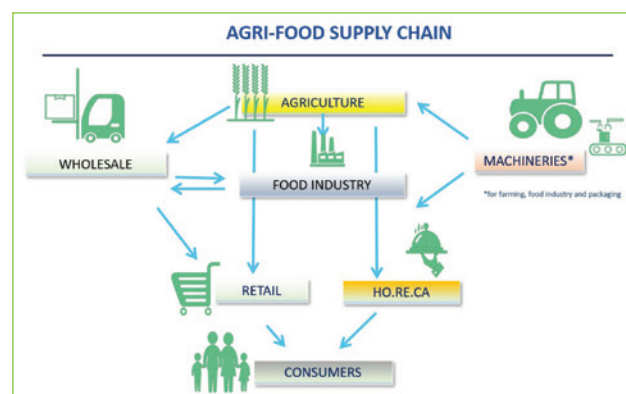 AGRI-FOOD SUPPLY CHAIN
AGRICULTURE
WHOLESALE
MACHINERIES*
FOOD INDUSTRY
*for farming, food industry and packaging
RETAIL
HO.RE.CA
CONSUMERS